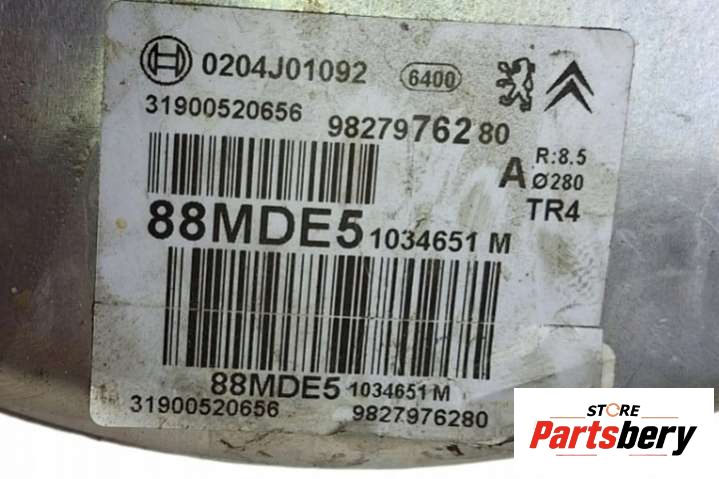 0204J01092 6400
31900520656
9827976280
A R:8.5
Ø280
TR4
88MDE5 1034651 M
88MDE5 1034651 M
31900520656 9827976280
STORE
Partsbery